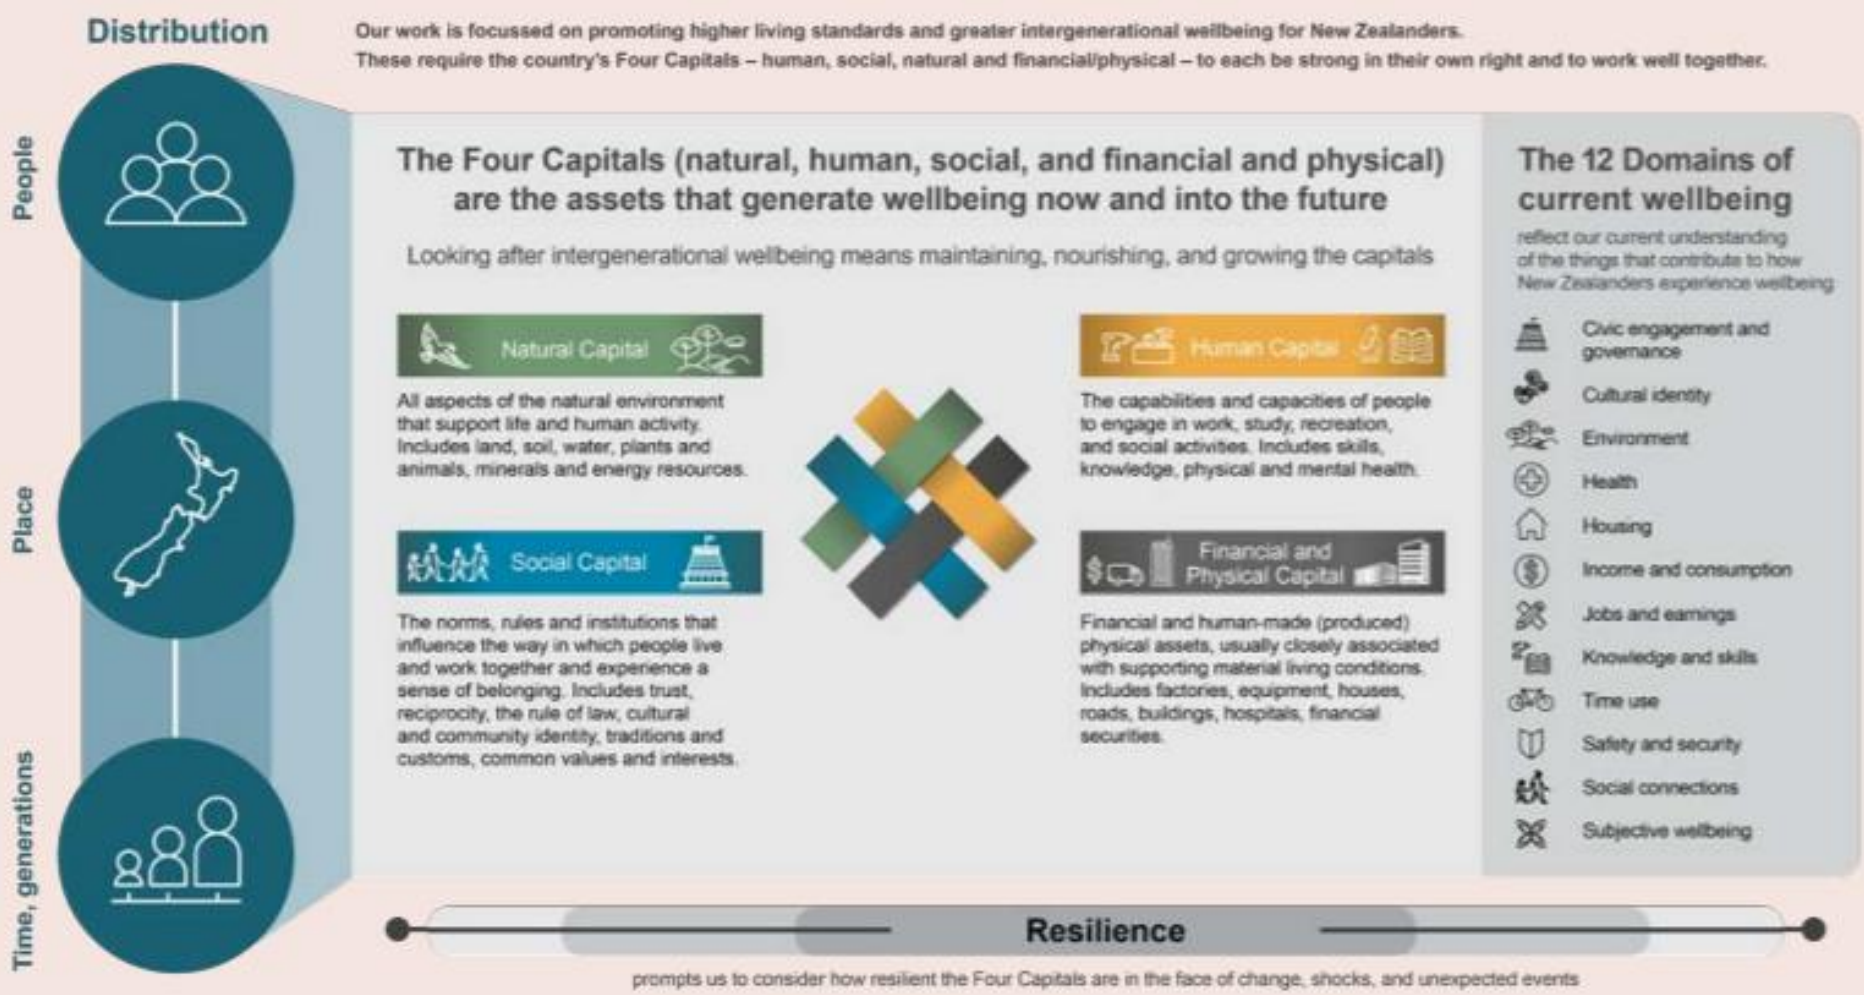 Distribution
Our work is focussed on promoting higher living standards and greater intergenerational wellbeing for New Zealanders.
These require the country's Four Capitals – human, social, natural and financial/physical – to each be strong in their own right and to work well together.
People
Place
Time, generations
The Four Capitals (natural, human, social, and financial and physical)
are the assets that generate wellbeing now and into the future
Looking after intergenerational wellbeing means maintaining, nourishing, and growing the capitals
Natural Capital
All aspects of the natural environment
that support life and human activity.
Includes land, soil, water, plants and
animals, minerals and energy resources.
Human Capital
The capabilities and capacities of people
to engage in work, study, recreation,
and social activities. Includes skills,
knowledge, physical and mental health.
Social Capital
The norms, rules and institutions that
influence the way in which people live
and work together and experience a
sense of belonging. Includes trust,
reciprocity, the rule of law, cultural
and community identity, traditions and
customs, common values and interests.
Financial and
Physical Capital
Financial and human-made (produced)
physical assets, usually closely associated
with supporting material living conditions.
Includes factories, equipment, houses,
roads, buildings, hospitals, financial
securities.
The 12 Domains of
current wellbeing
reflect our current understanding
of the things that contribute to how
New Zealanders experience wellbeing
Civic engagement and
governance
Cultural identity
Environment
Health
Housing
Income and consumption
Jobs and earnings
Knowledge and skills
Time use
Safety and security
Social connections
Subjective wellbeing
Resilience
prompts us to consider how resilient the Four Capitals are in the face of change, shocks, and unexpected events